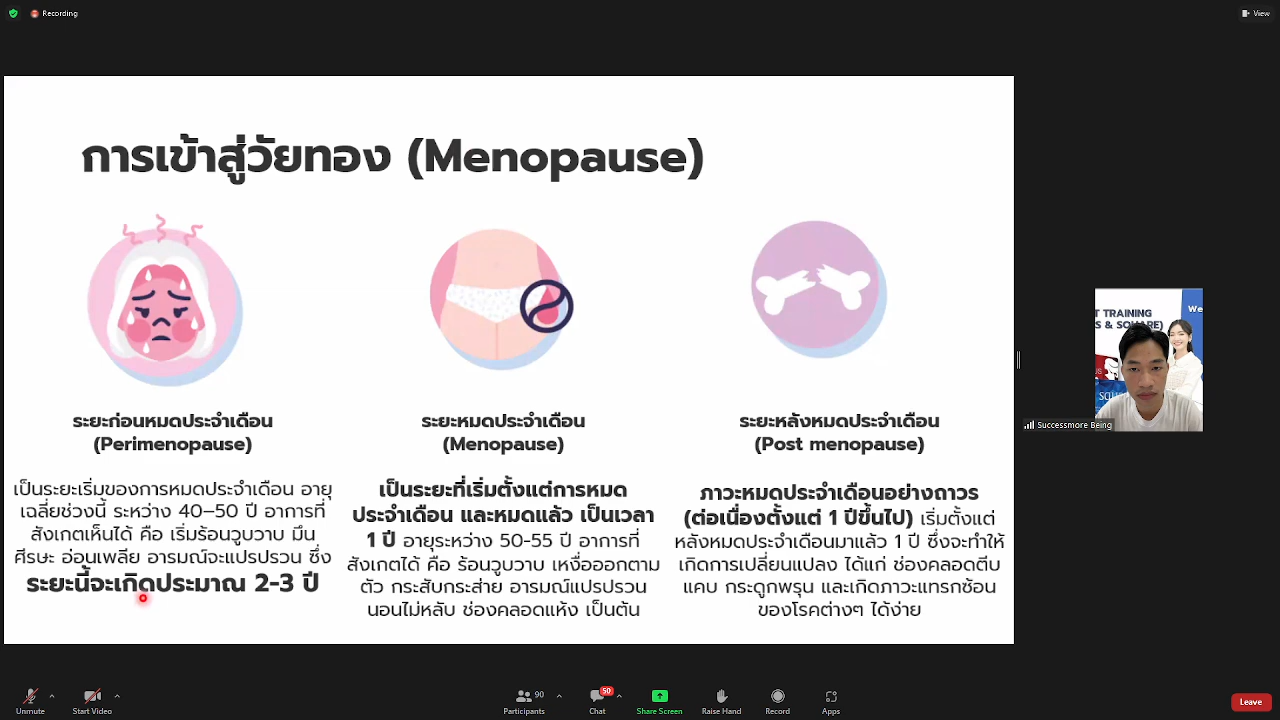 Recording
View
การเข้าสู่วัยทอง (Menopause)
ระยะก่อนหมดประจำเดือน
(Perimenopause)
เป็นระยะเริ่มของการหมดประจำเดือน อายุ
เฉลี่ยช่วงนี้ ระหว่าง 40–50 ปี อาการที่
สังเกตเห็นได้ คือ เริ่มร้อนวูบวาบ มึน
ศีรษะ อ่อนเพลีย อารมณ์จะแปรปรวน ซึ่ง
ระยะนี้จะเกิดประมาณ 2-3 ปี
ระยะหมดประจำเดือน
(Menopause)
เป็นระยะที่เริ่มตั้งแต่การหมด
ประจำเดือน และหมดแล้ว เป็นเวลา
1 ปี อายุระหว่าง 50-55 ปี อาการที่
สังเกตได้ คือ ร้อนวูบวาบ เหงื่อออกตาม
ตัว กระสับกระส่าย อารมณ์แปรปรวน
นอนไม่หลับ ช่องคลอดแห้ง เป็นต้น
ระยะหลังหมดประจำเดือน
(Post menopause)
ภาวะหมดประจำเดือนอย่างถาวร
(ต่อเนื่องตั้งแต่ 1 ปีขึ้นไป) เริ่มตั้งแต่
หลังหมดประจำเดือนมาแล้ว 1 ปี ซึ่งจะทำให้
เกิดการเปลี่ยนแปลง ได้แก่ ช่องคลอดตีบ
แคบ กระดูกพรุน และเกิดภาวะแทรกซ้อน
ของโรคต่างๆ ได้ง่าย
T TRAINING
We
Successmore Being
Unmute
Start Video
90
Participants
50
Chat
Share Screen
Raise Hand
Record
Apps
Leave